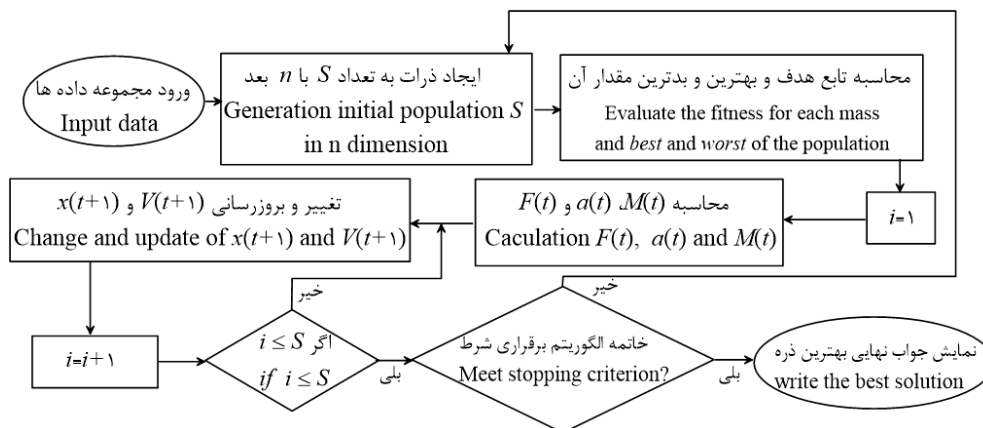 ورود مجموعه داده ها
Input data
ایجاد ذرات به تعداد S با n بعد
Generation initial population S
in n dimension
محاسبه تابع هدف و بهترین و بدترین مقدار آن
Evaluate the fitness for each mass
and best and worst of the population
i=۱
محاسبه M(t)، a(t) و F(t)
Caculation F(t), a(t) and M(t)
تغییر و بروزرسانی V(t+۱) و x(t+۱)
Change and update of x(t+۱) and V(t+۱)
i=i+۱
خیر
اگر i ≤ S
if i ≤ S
بلی
خیر
خاتمه الگوریتم برقراری شرط
Meet stopping criterion?
بلی
نمایش جواب نهایی بهترین ذره
write the best solution